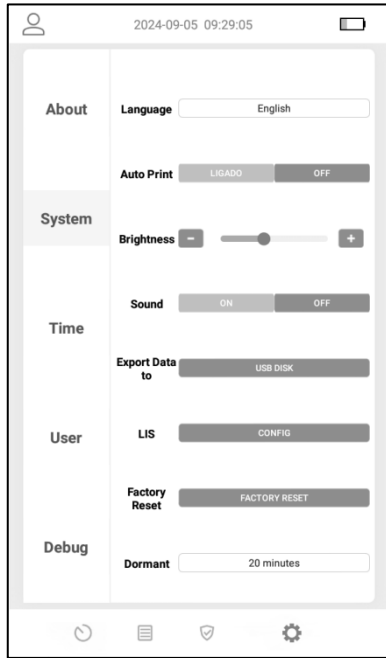 2024-09-05 09:29:05
About
System
Time
User
Debug
Language
English
Auto Print
LIGADO
OFF
Brightness
-
+
Sound
ON
OFF
Export Data
to
USB DISK
LIS
CONFIG
Factory
Reset
FACTORY RESET
Dormant
20 minutes